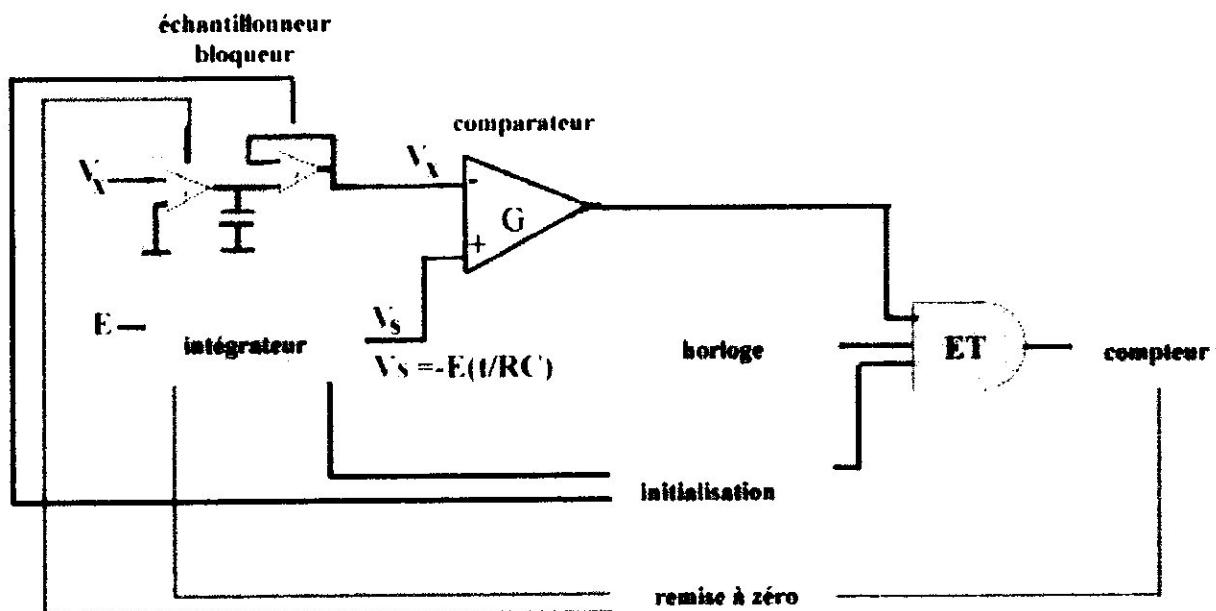 échantillonneur
bloqueur
comparateur
Vx
Vx
-
G
+
E
intégrateur
Vs
Vs =-E(t/RC)
horloge
ET
compteur
initialisation
remise à zéro